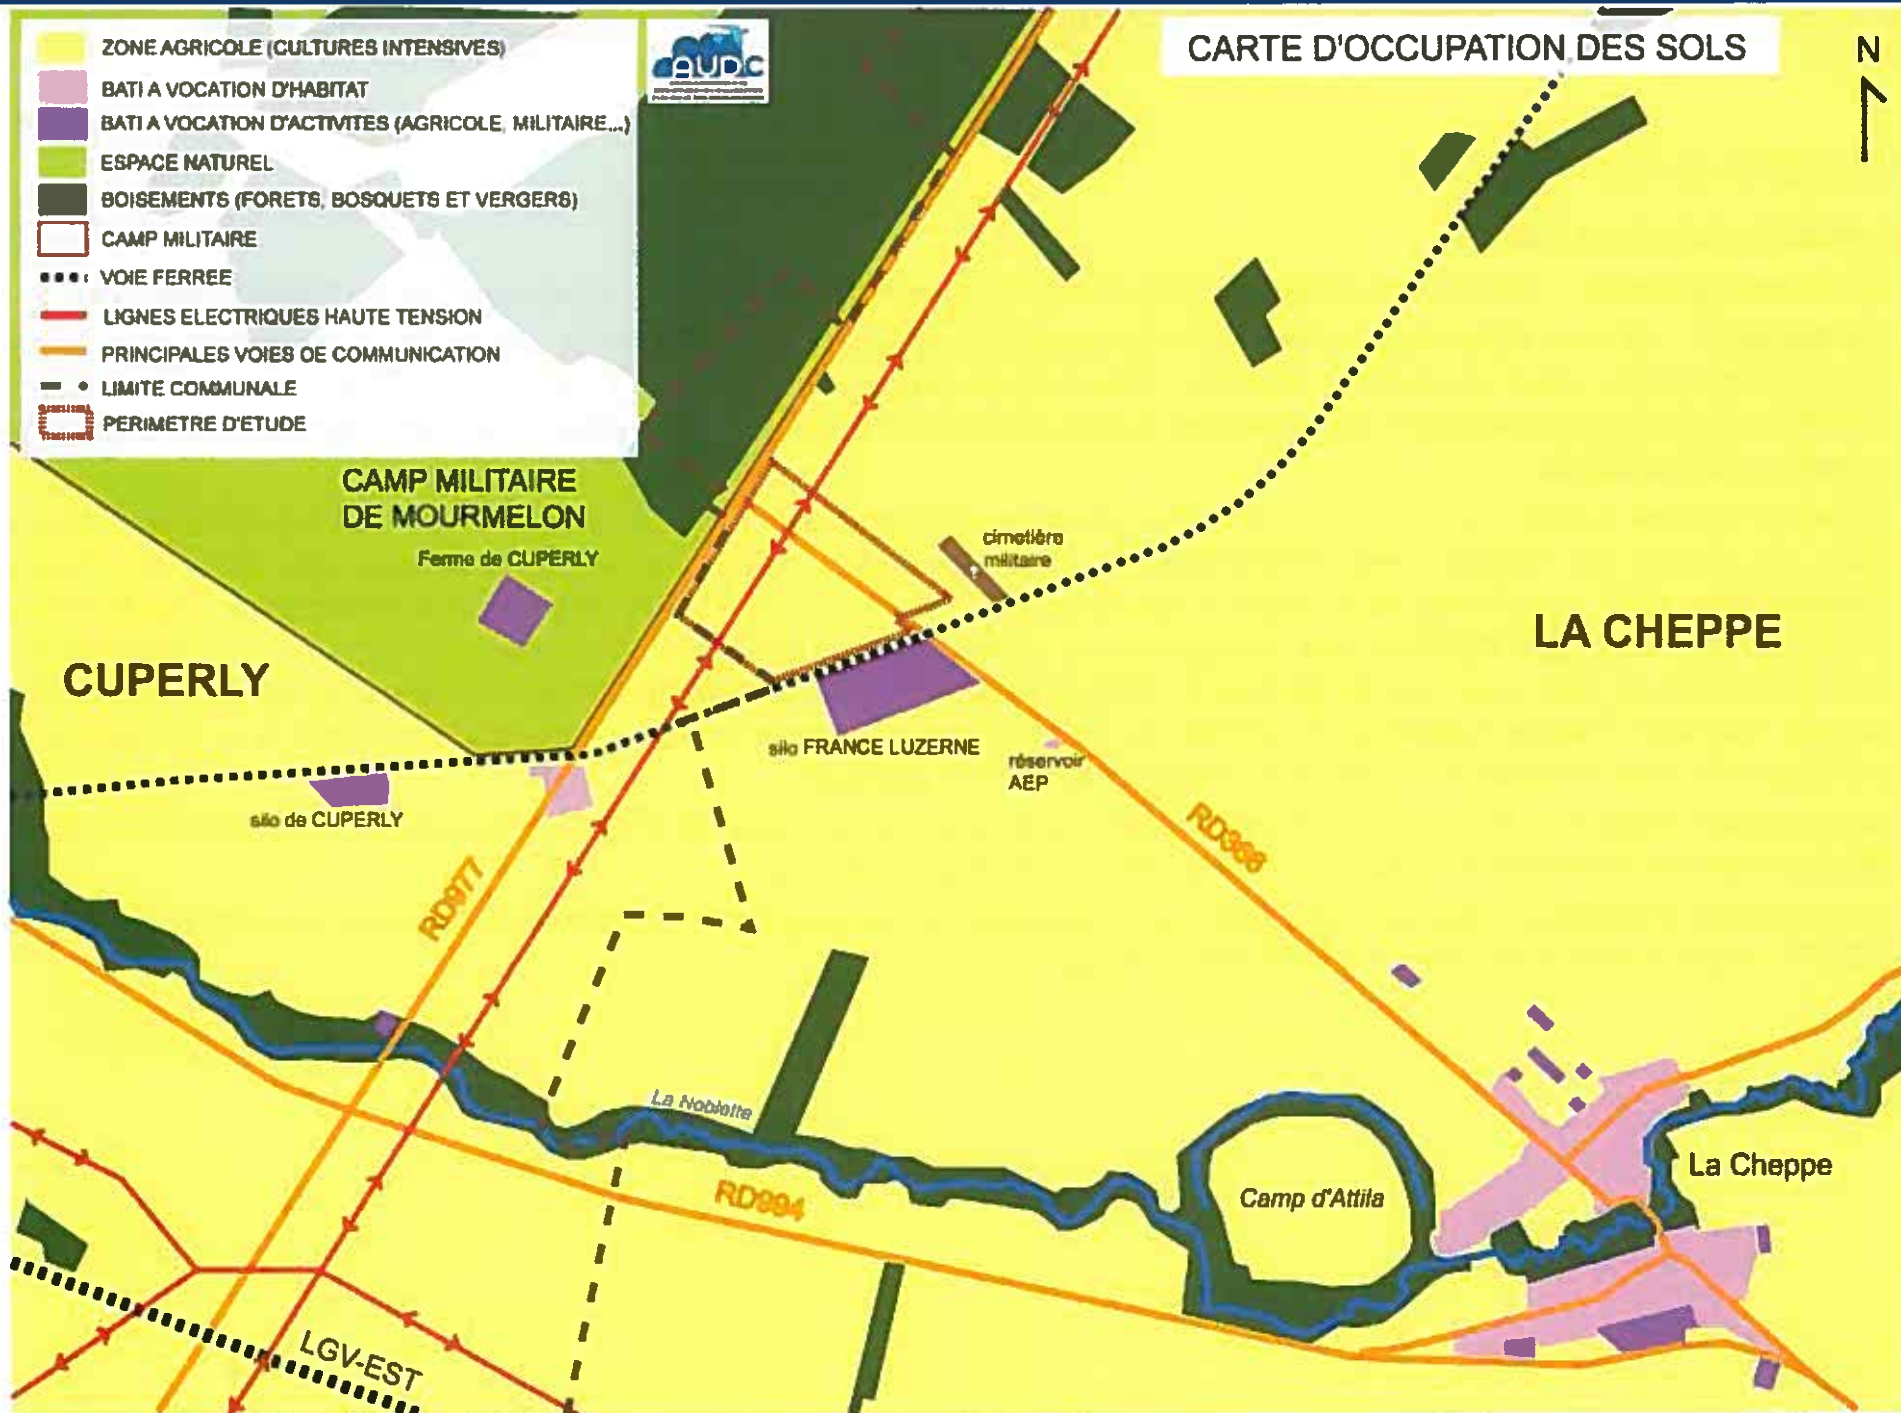 ZONE AGRICOLE (CULTURES INTENSIVES)
BATI A VOCATION D'HABITAT
BATI A VOCATION D'ACTIVITES (AGRICOLE, MILITAIRE...)
ESPACE NATUREL
BOISEMENTS (FORETS, BOSQUETS ET VERGERS)
CAMP MILITAIRE
VOIE FERREE
LIGNES ELECTRIQUES HAUTE TENSION
PRINCIPALES VOIES DE COMMUNICATION
LIMITE COMMUNALE
PERIMETRE D'ETUDE
AUDC
CARTE D'OCCUPATION DES SOLS
N
CAMP MILITAIRE
DE MOURMELON
Ferme de CUPERLY
cimetière
militaire
LA CHEPPE
CUPERLY
silo FRANCE LUZERNE
réservoir
AEP
silo de CUPERLY
RD977
RD366
La Noblette
RD994
Camp d'Attila
La Cheppe
LGV-EST